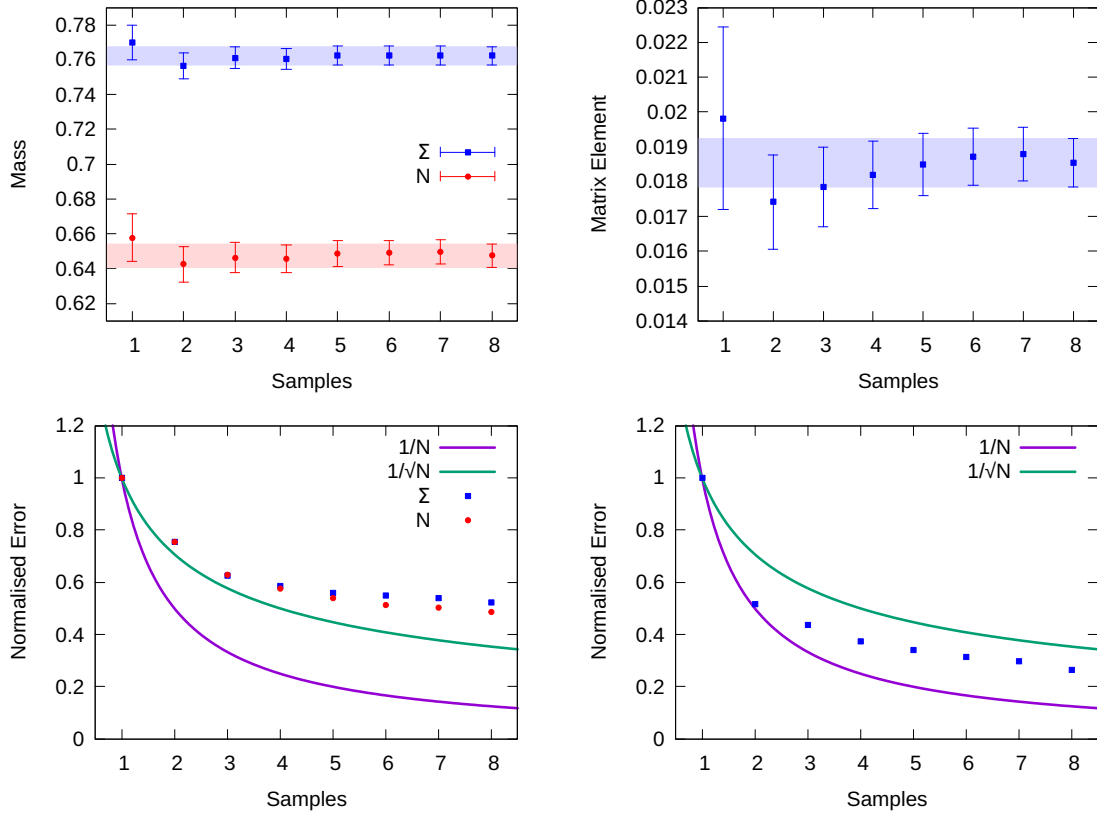 0.78
0.76
0.74
0.72
0.7
0.68
0.66
0.64
0.62
Mass
Σ
N
1 2 3 4 5 6 7 8
Samples
0.023
0.022
0.021
0.02
0.019
0.018
0.017
0.016
0.015
0.014
Matrix Element
1 2 3 4 5 6 7 8
Samples
1.2
1
0.8
0.6
0.4
0.2
0
Normalised Error
1/N
1/√N
Σ
N
1 2 3 4 5 6 7 8
Samples
1.2
1
0.8
0.6
0.4
0.2
0
Normalised Error
1/N
1/√N
1 2 3 4 5 6 7 8
Samples